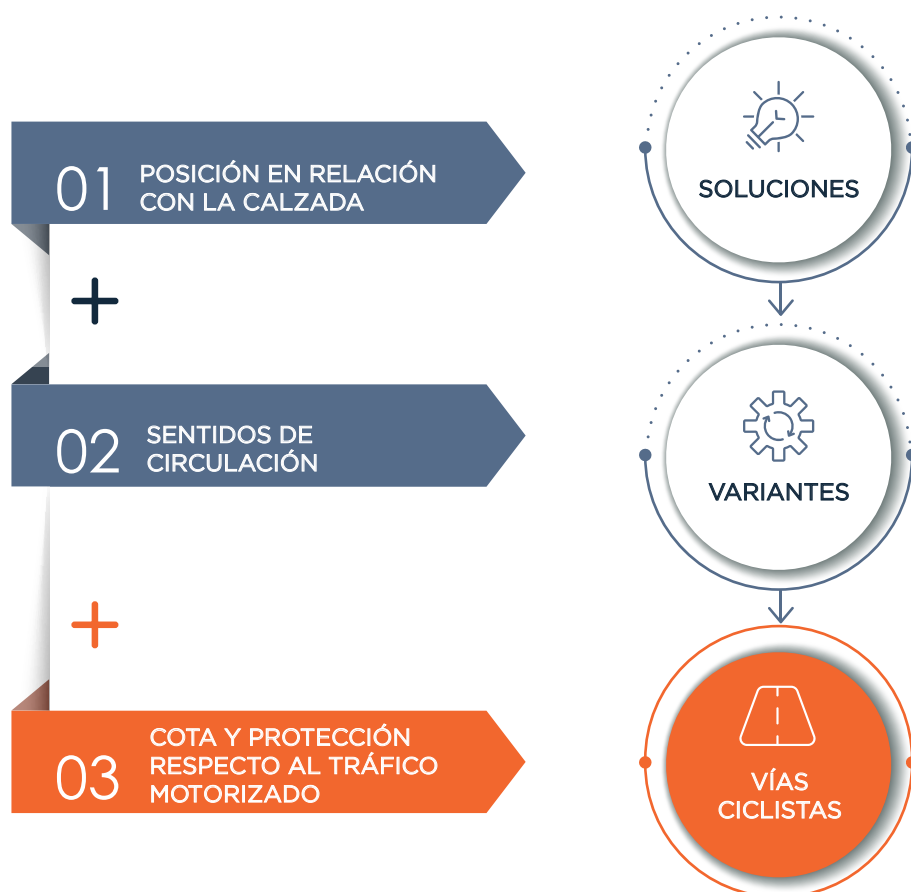 01 POSICIÓN EN RELACIÓN
CON LA CALZADA
SOLUCIONES
02 SENTIDOS DE
CIRCULACIÓN
VARIANTES
03 COTA Y PROTECCIÓN
RESPECTO AL TRÁFICO
MOTORIZADO
VÍAS
CICLISTAS